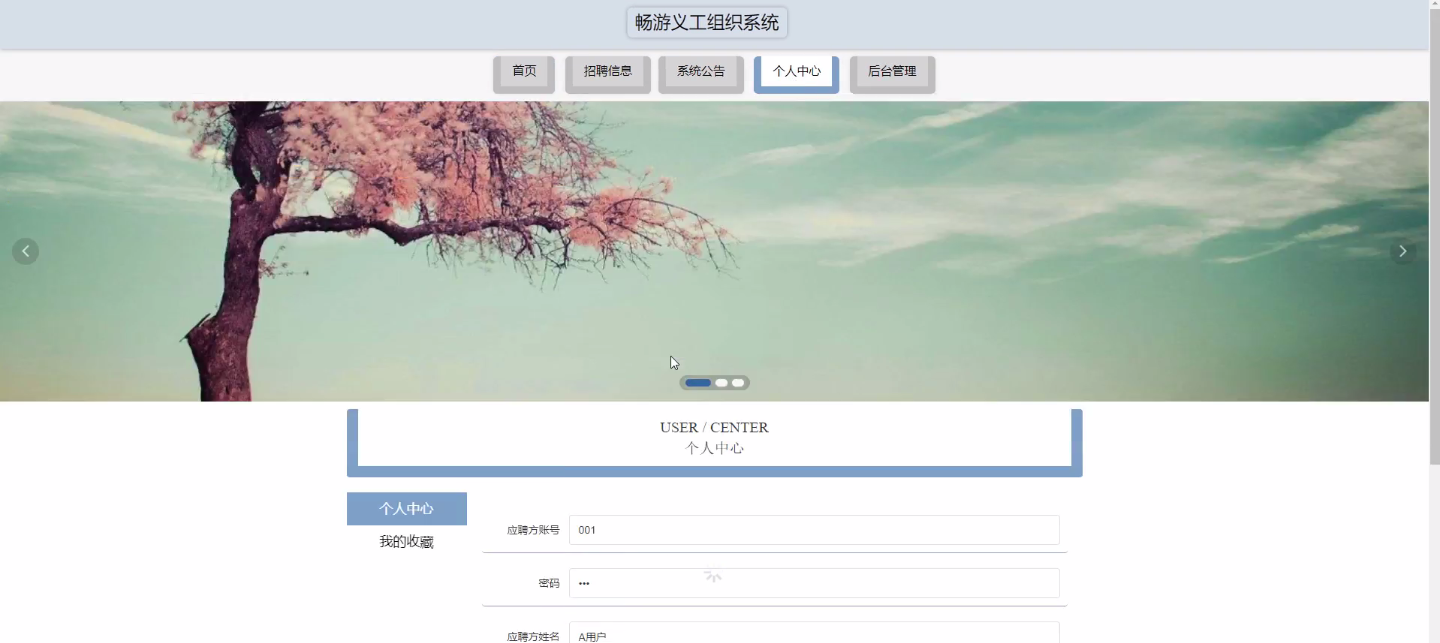 畅游义工组织系统
首页 招聘信息 系统公告 个人中心 后台管理
USER / CENTER
个人中心
个人中心
我的收藏
应聘方账号 001
密码 •••
应聘方姓名 A用户